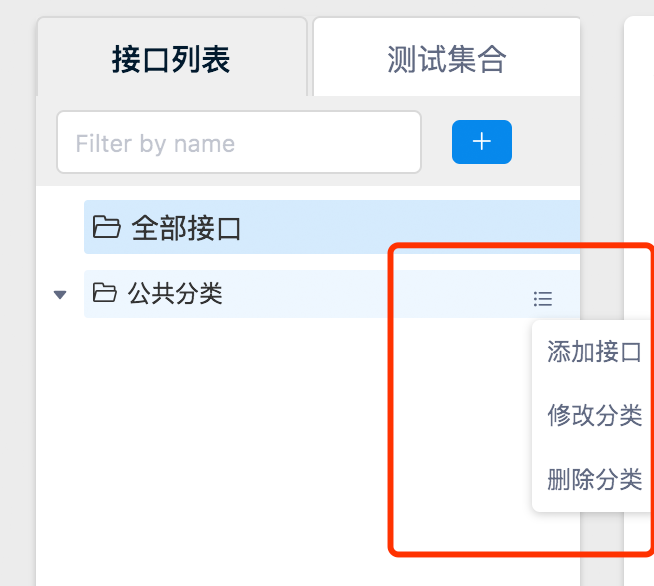 接口列表
测试集合
Filter by name
全部接口
公共分类
添加接口
修改分类
删除分类